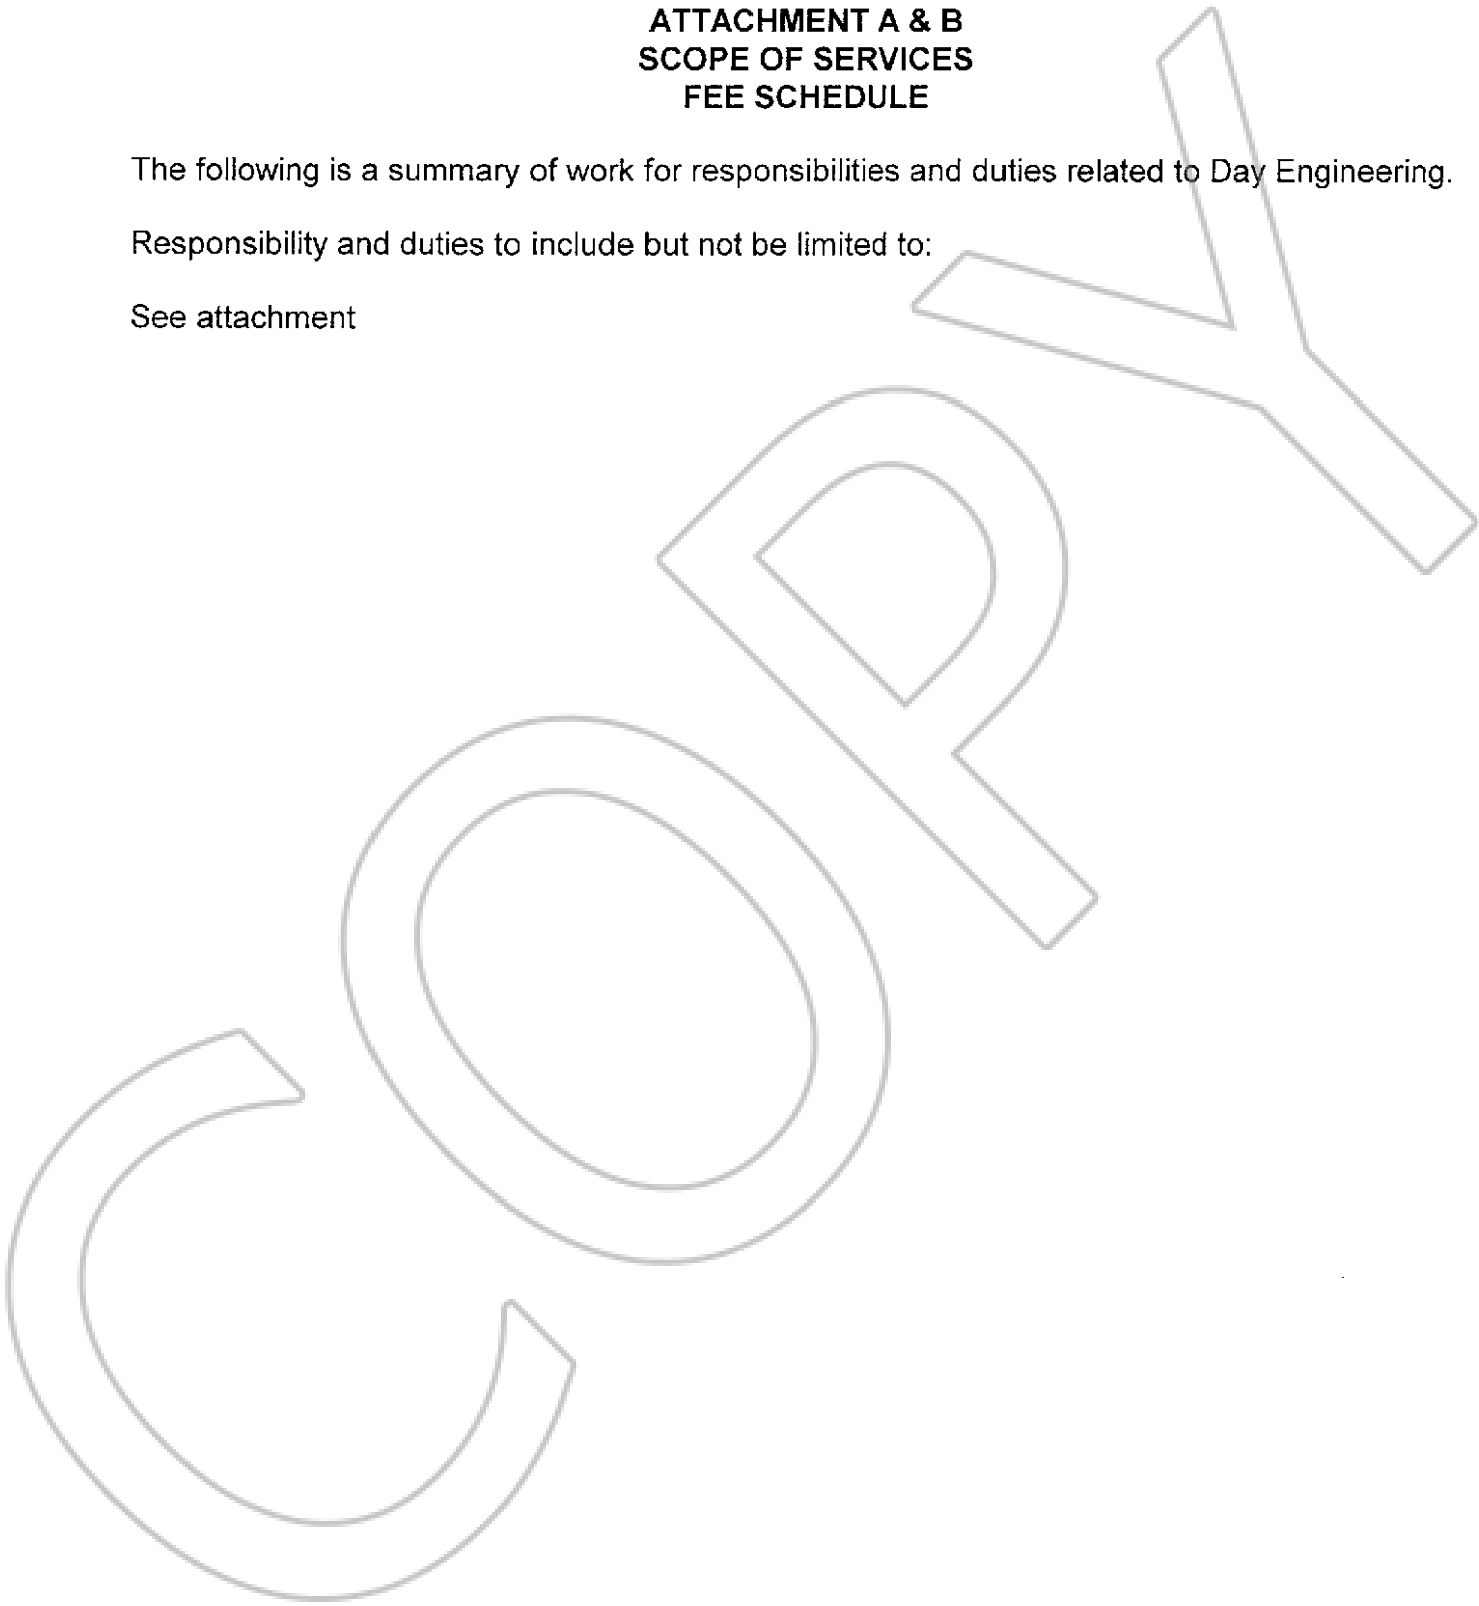 ATTACHMENT A & B
SCOPE OF SERVICES
FEE SCHEDULE
The following is a summary of work for responsibilities and duties related to Day Engineering.
Responsibility and duties to include but not be limited to:
See attachment
COPY